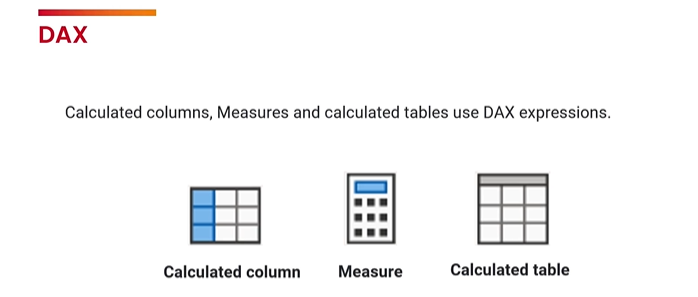 DAX
Calculated columns, Measures and calculated tables use DAX expressions.
Calculated column
Measure
Calculated table